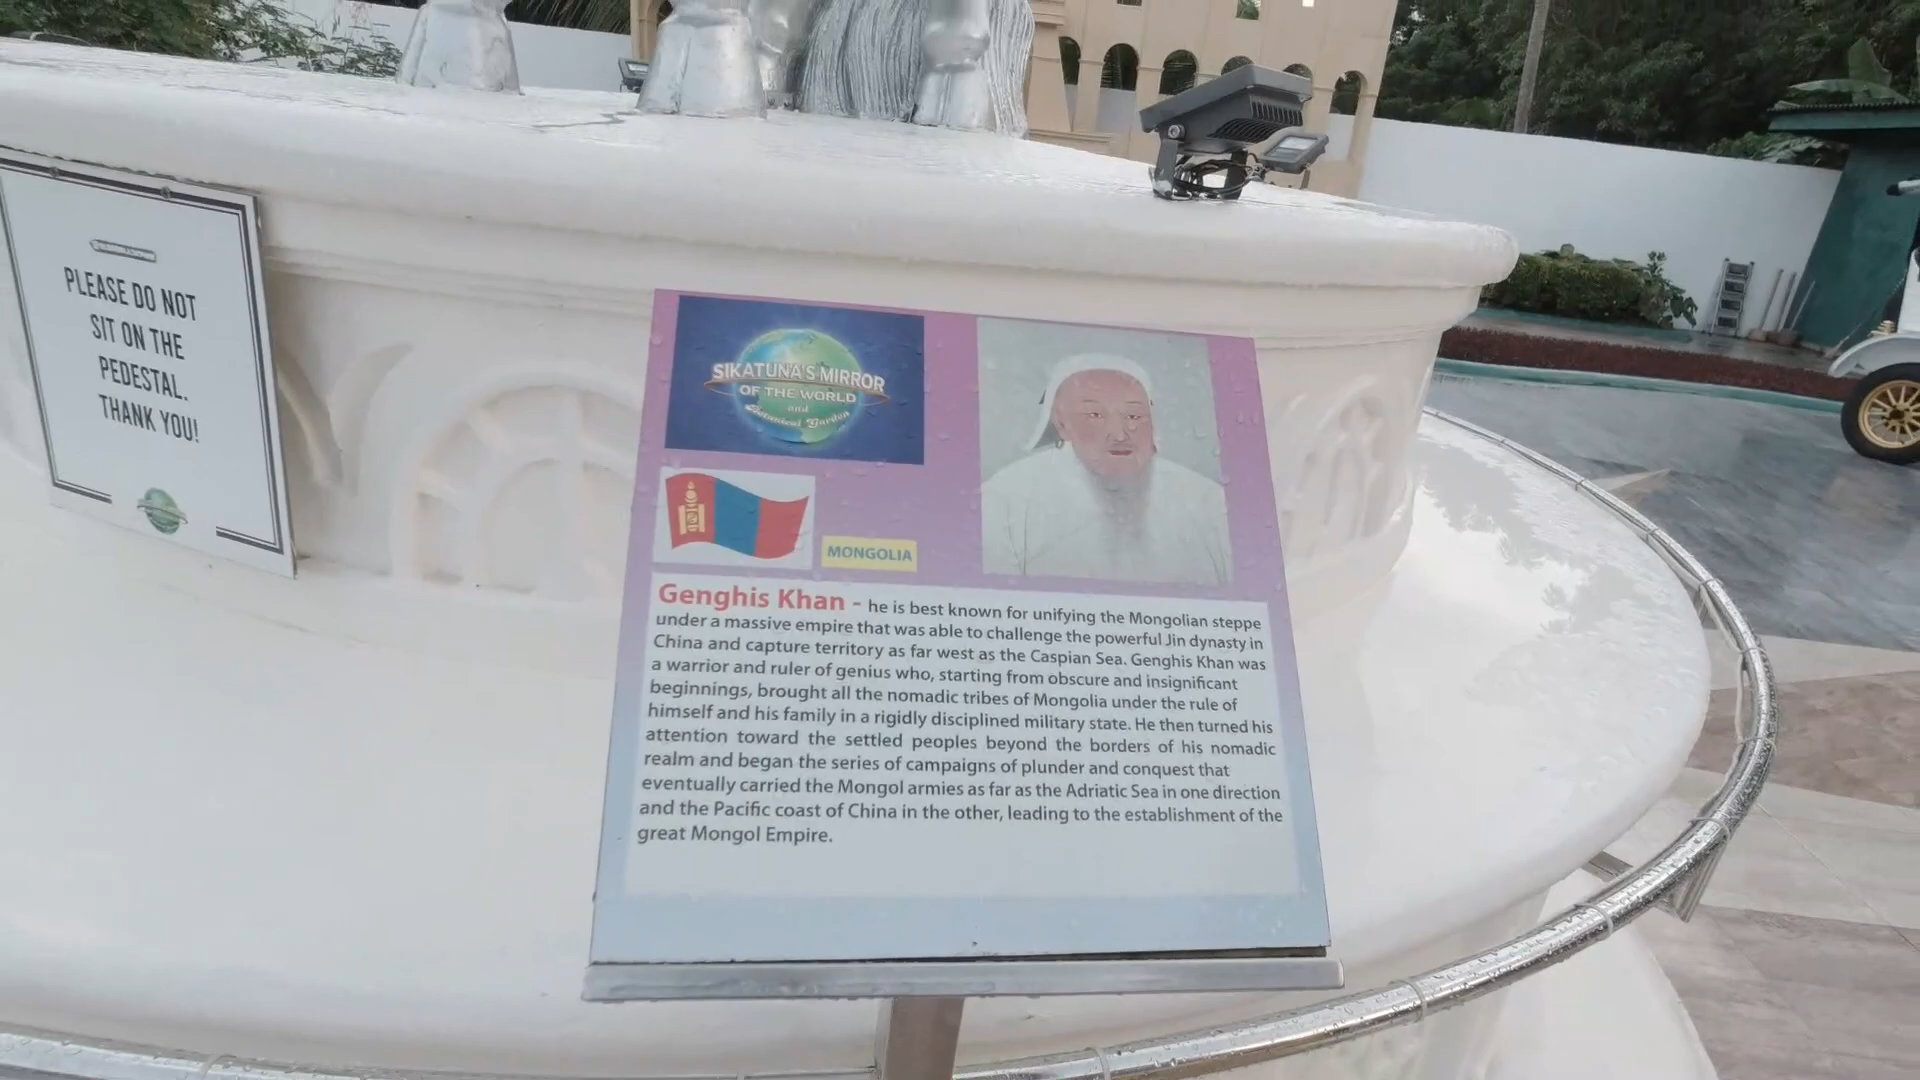 PLEASE DO NOT
SIT ON THE
PEDESTAL.
THANK YOU!
SIKATUNA'S MIRROR
OF THE WORLD
and
Botanical Garden
MONGOLIA
Genghis Khan - he is best known for unifying the Mongolian steppe
under a massive empire that was able to challenge the powerful Jin dynasty in
China and capture territory as far west as the Caspian Sea. Genghis Khan was
a warrior and ruler of genius who, starting from obscure and insignificant
beginnings, brought all the nomadic tribes of Mongolia under the rule of
himself and his family in a rigidly disciplined military state. He then turned his
attention toward the settled peoples beyond the borders of his nomadic
realm and began the series of campaigns of plunder and conquest that
eventually carried the Mongol armies as far as the Adriatic Sea in one direction
and the Pacific coast of China in the other, leading to the establishment of the
great Mongol Empire.